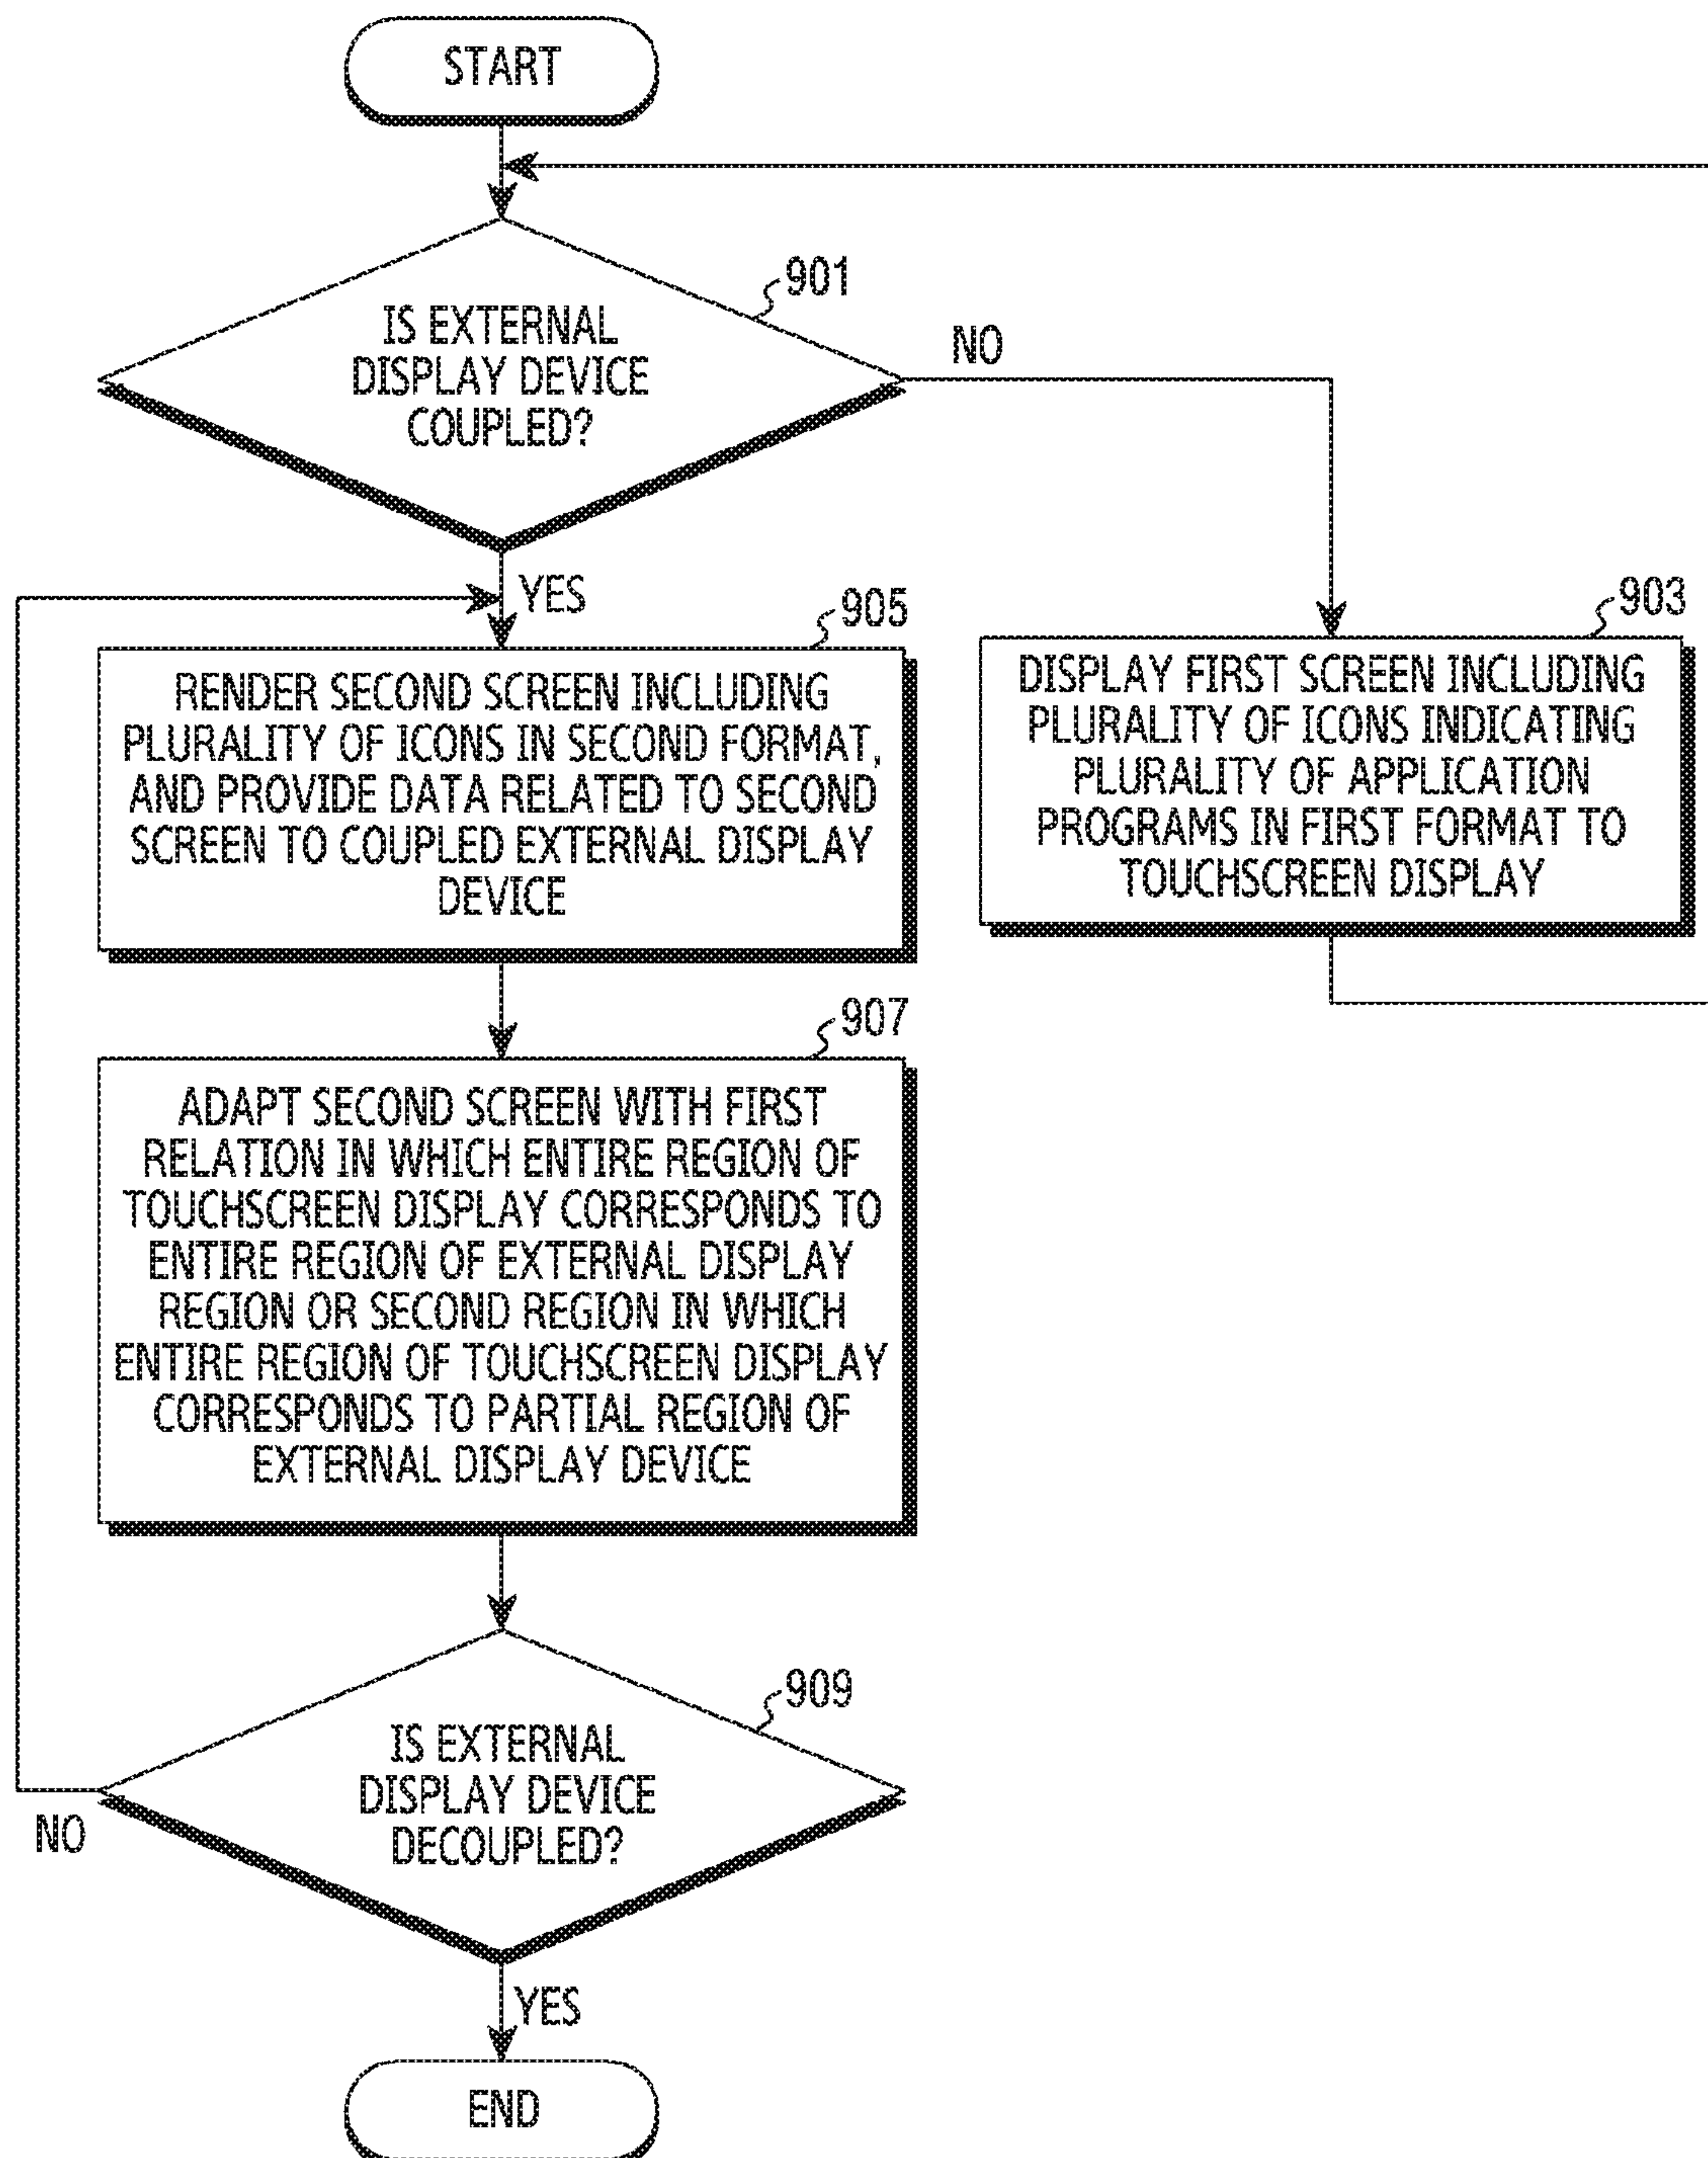 START
901
IS EXTERNAL
DISPLAY DEVICE
COUPLED?
NO
YES
905
RENDER SECOND SCREEN INCLUDING
PLURALITY OF ICONS IN SECOND FORMAT,
AND PROVIDE DATA RELATED TO SECOND
SCREEN TO COUPLED EXTERNAL DISPLAY
DEVICE
903
DISPLAY FIRST SCREEN INCLUDING
PLURALITY OF ICONS INDICATING
PLURALITY OF APPLICATION
PROGRAMS IN FIRST FORMAT TO
TOUCHSCREEN DISPLAY
907
ADAPT SECOND SCREEN WITH FIRST
RELATION IN WHICH ENTIRE REGION OF
TOUCHSCREEN DISPLAY CORRESPONDS TO
ENTIRE REGION OF EXTERNAL DISPLAY
REGION OR SECOND REGION IN WHICH
ENTIRE REGION OF TOUCHSCREEN DISPLAY
CORRESPONDS TO PARTIAL REGION OF
EXTERNAL DISPLAY DEVICE
909
IS EXTERNAL
DISPLAY DEVICE
DECOUPLED?
NO
YES
END